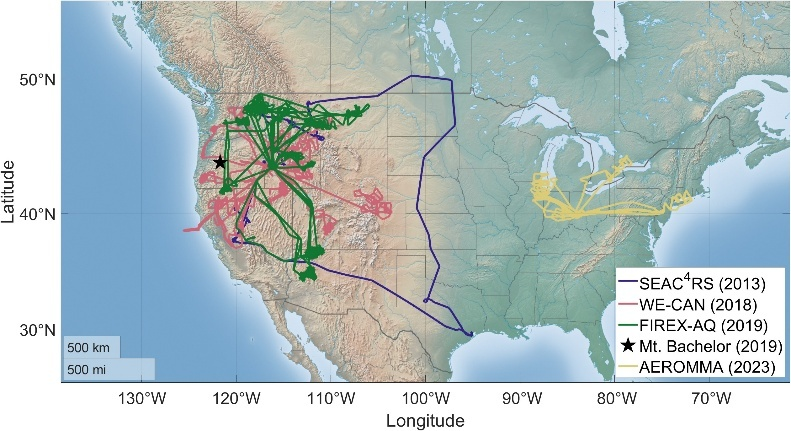 50°N
40°N
30°N
Latitude
500 km
500 mi
130°W 120°W 110°W 100°W 90°W 80°W 70°W
Longitude
SEAC⁴RS (2013)
WE-CAN (2018)
FIREX-AQ (2019)
Mt. Bachelor (2019)
AEROMMA (2023)